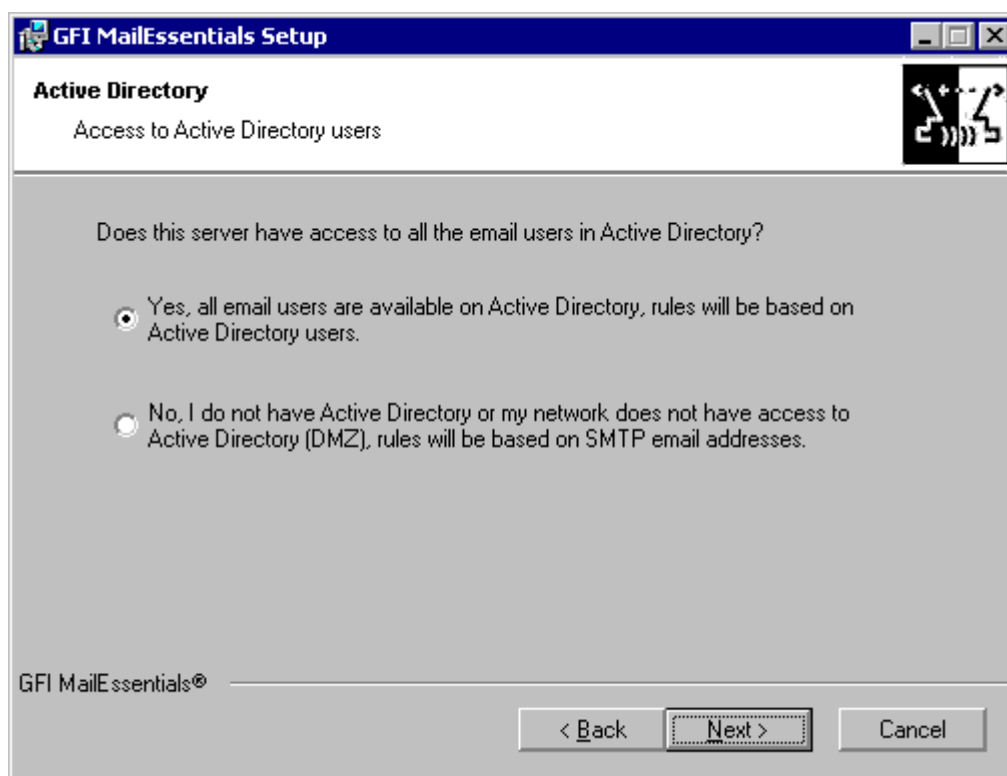 GFI MailEssentials Setup
Active Directory
Access to Active Directory users
Does this server have access to all the email users in Active Directory?
Yes, all email users are available on Active Directory, rules will be based on
Active Directory users.
No, I do not have Active Directory or my network does not have access to
Active Directory (DMZ), rules will be based on SMTP email addresses.
GFI MailEssentials®
< Back
Next >
Cancel